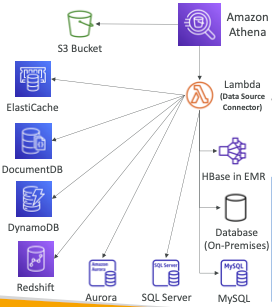 Amazon
Athena
S3 Bucket
Lambda
(Data Source
Connector)
ElastiCache
DocumentDB
HBase in EMR
DynamoDB
Database
(On-Premises)
Amazon
Aurora
SQL Server
MySQL
Redshift
Aurora
SQL Server
MySQL